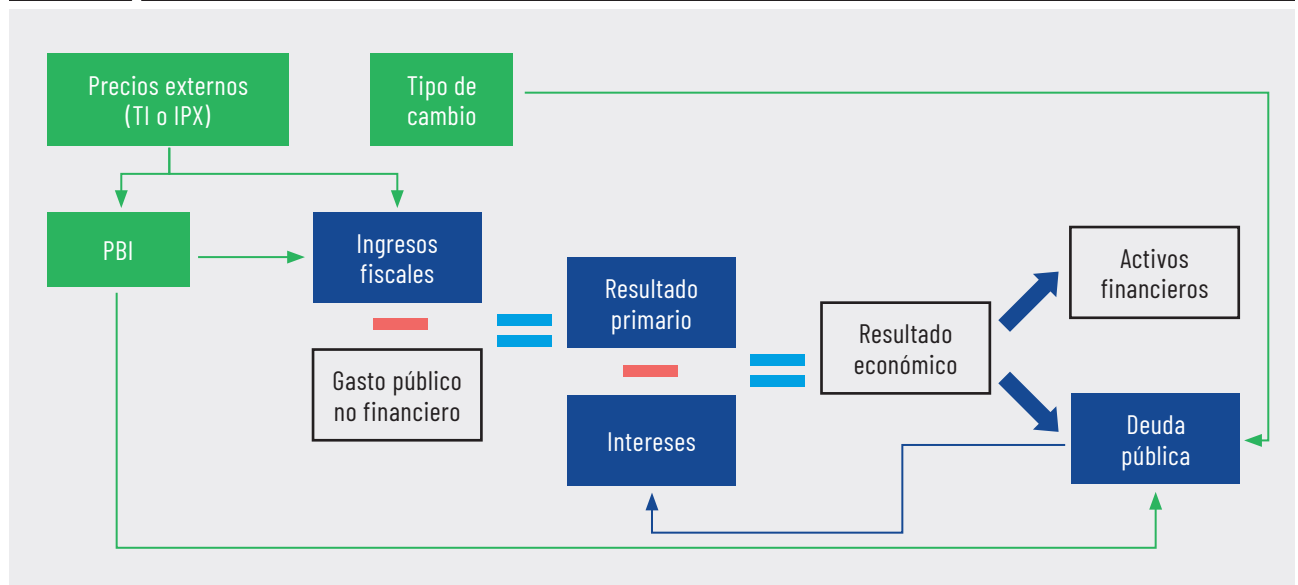 Precios externos
(TI o IPX)
Tipo de
cambio
PBI
Ingresos
fiscales
Gasto público
no financiero
Resultado
primario
Intereses
Resultado
económico
Activos
financieros
Deuda
pública